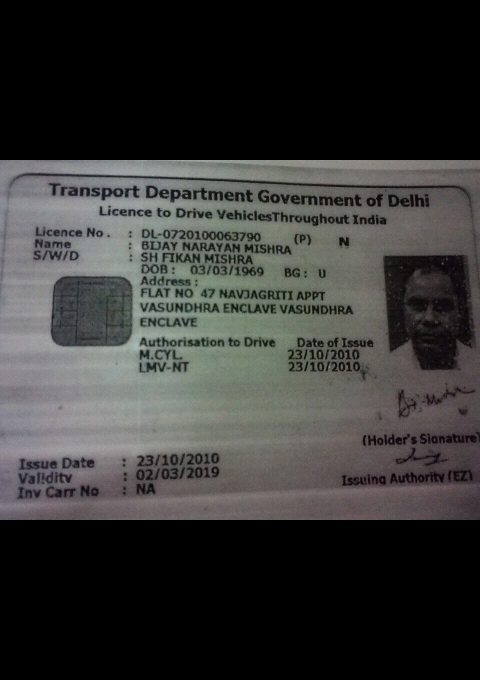 Transport Department Government of Delhi
Licence to Drive VehiclesThroughout India
Licence No. : DL-0720100063790 (P) N
Name : BIJAY NARAYAN MISHRA
S/W/D : SH FIKAN MISHRA
DOB : 03/03/1969 BG : U
Address :
FLAT NO 47 NAVJAGRITI APPT
VASUNDHRA ENCLAVE VASUNDHRA
ENCLAVE
Authorisation to Drive Date of Issue
M.CYL. 23/10/2010
LMV-NT 23/10/2010
(Holder's Signature)
Issue Date : 23/10/2010
Validity : 02/03/2019
Inv Carr No : NA
Issuing Authority (EZ)